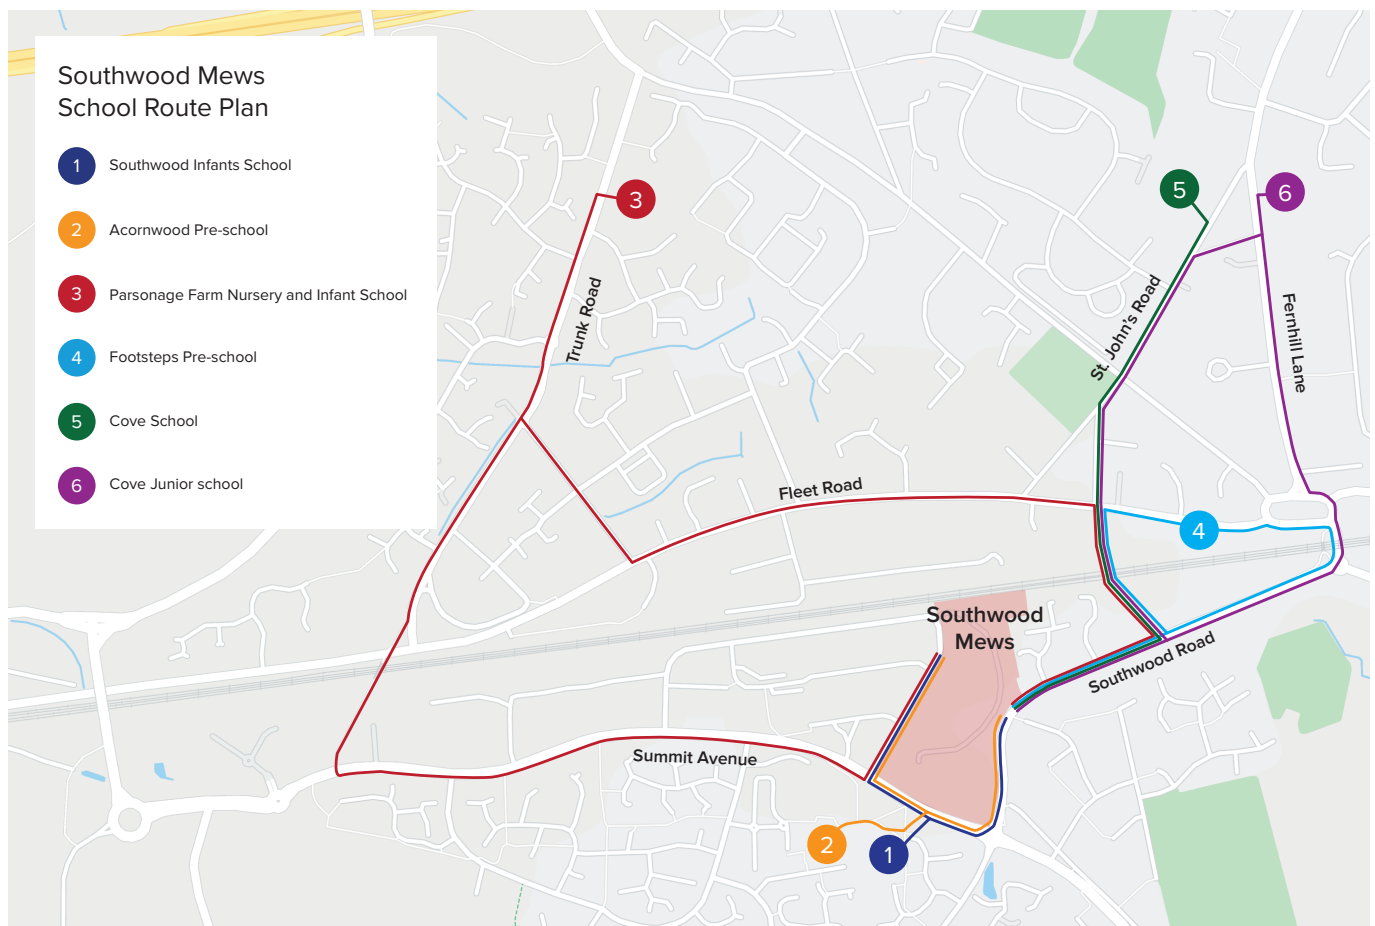 Southwood Mews
School Route Plan
1 Southwood Infants School
2 Acornwood Pre-school
3 Parsonage Farm Nursery and Infant School
4 Footsteps Pre-school
5 Cove School
6 Cove Junior school
3
5
6
Trunk Road
St. John's Road
Fernhill Lane
Fleet Road
4
Southwood
Mews
Southwood Road
Summit Avenue
2
1